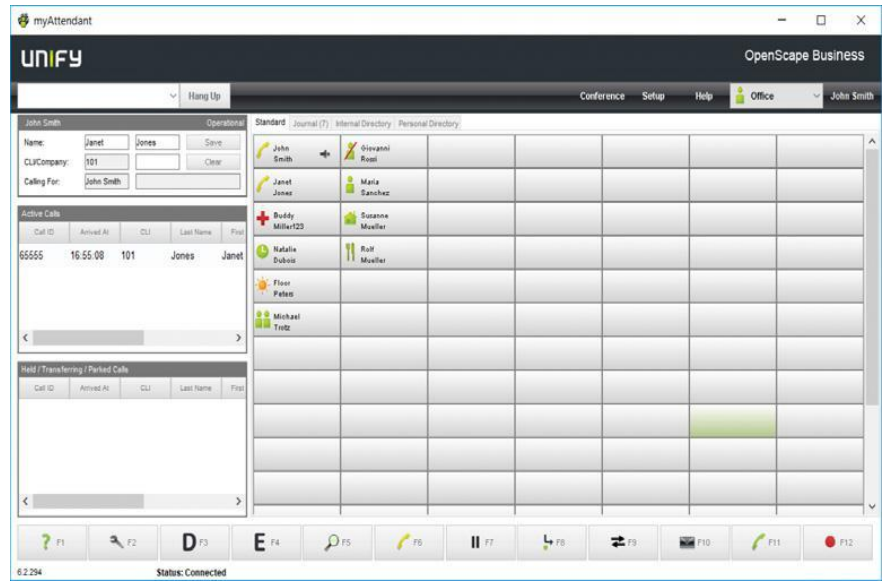 myAttendant
UNIFY
OpenScape Business
Hang Up
Conference Setup Help Office John Smith
John Smith Operational
Name: Janet Jones Save
CLI/Company: 101 Clear
Calling For: John Smith
Active Calls
Call ID Arrived At CLI Last Name First
65555 16:55:08 101 Jones Janet
Held / Transferring / Parked Calls
Call ID Arrived At CLI Last Name First
Standard Journal (7) Internal Directory Personal Directory
John Smith
Giovanni Rossi
Janet Jones
Maria Sanchez
Buddy Miller123
Susanne Mueller
Natalie Dubois
Rolf Mueller
Floor Peters
Michael Trotz
? F1 F2 D F3 E F4 F5 F6 F7 F8 F9 F10 F11 F12
6.2.294 Status: Connected